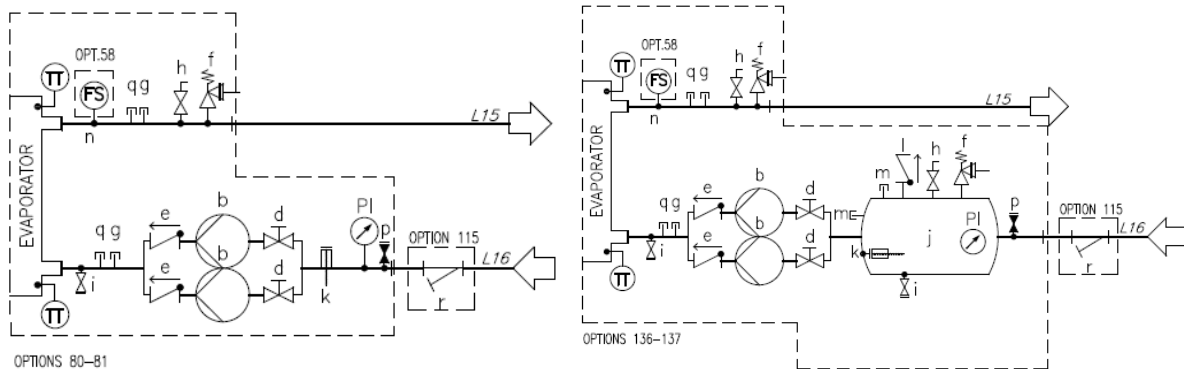 OPT.58
TT
FS
q g
h
f
n
L15
EVAPORATOR
b
d
e
PI
p
OPTION 115
q g
b
e
d
L16
i
k
r
TT
OPTIONS 80-81
OPT.58
TT
FS
q g
h
f
n
L15
EVAPORATOR
l
h
f
m
b
d
m
e
PI
p
OPTION 115
q g
b
d
j
L16
e
k
i
i
r
TT
OPTIONS 136-137